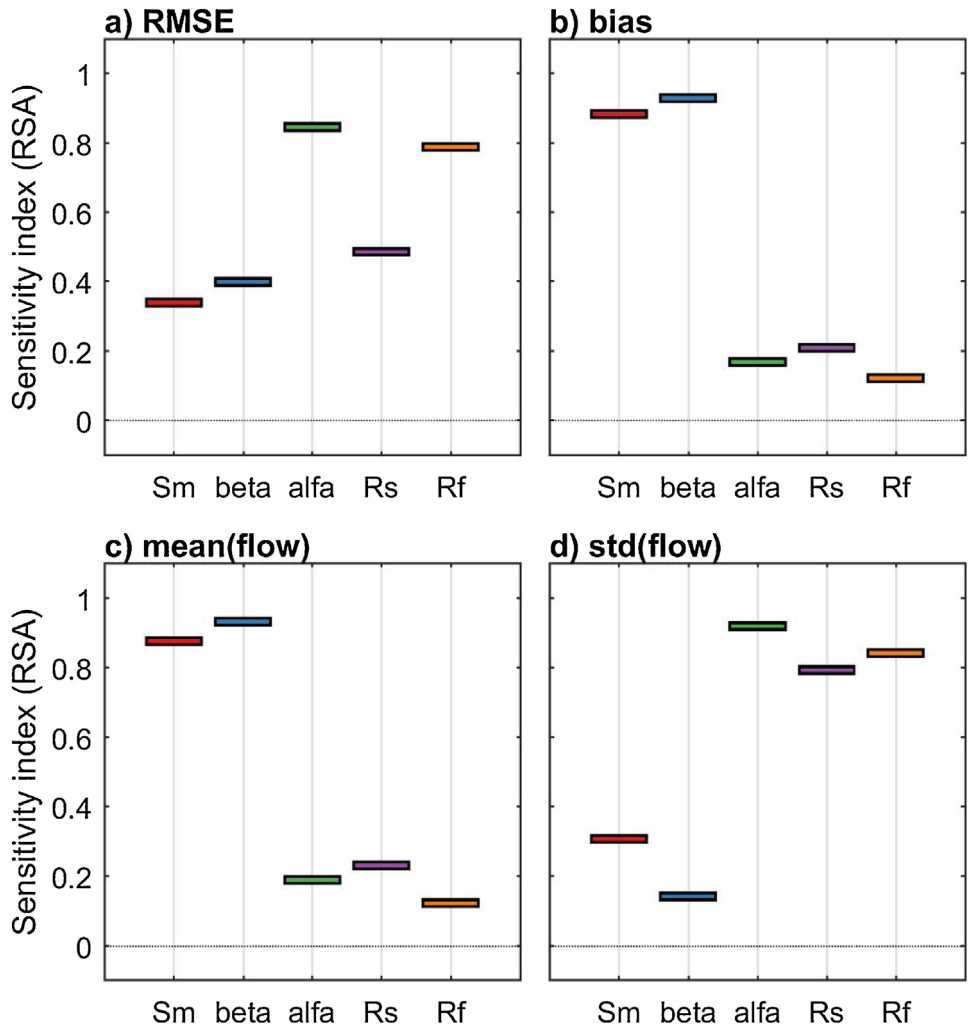 a) RMSE
b) bias
Sensitivity index (RSA)
1
0.8
0.6
0.4
0.2
0
Sm beta alfa Rs Rf
Sm beta alfa Rs Rf
c) mean(flow)
d) std(flow)
Sensitivity index (RSA)
1
0.8
0.6
0.4
0.2
0
Sm beta alfa Rs Rf
Sm beta alfa Rs Rf